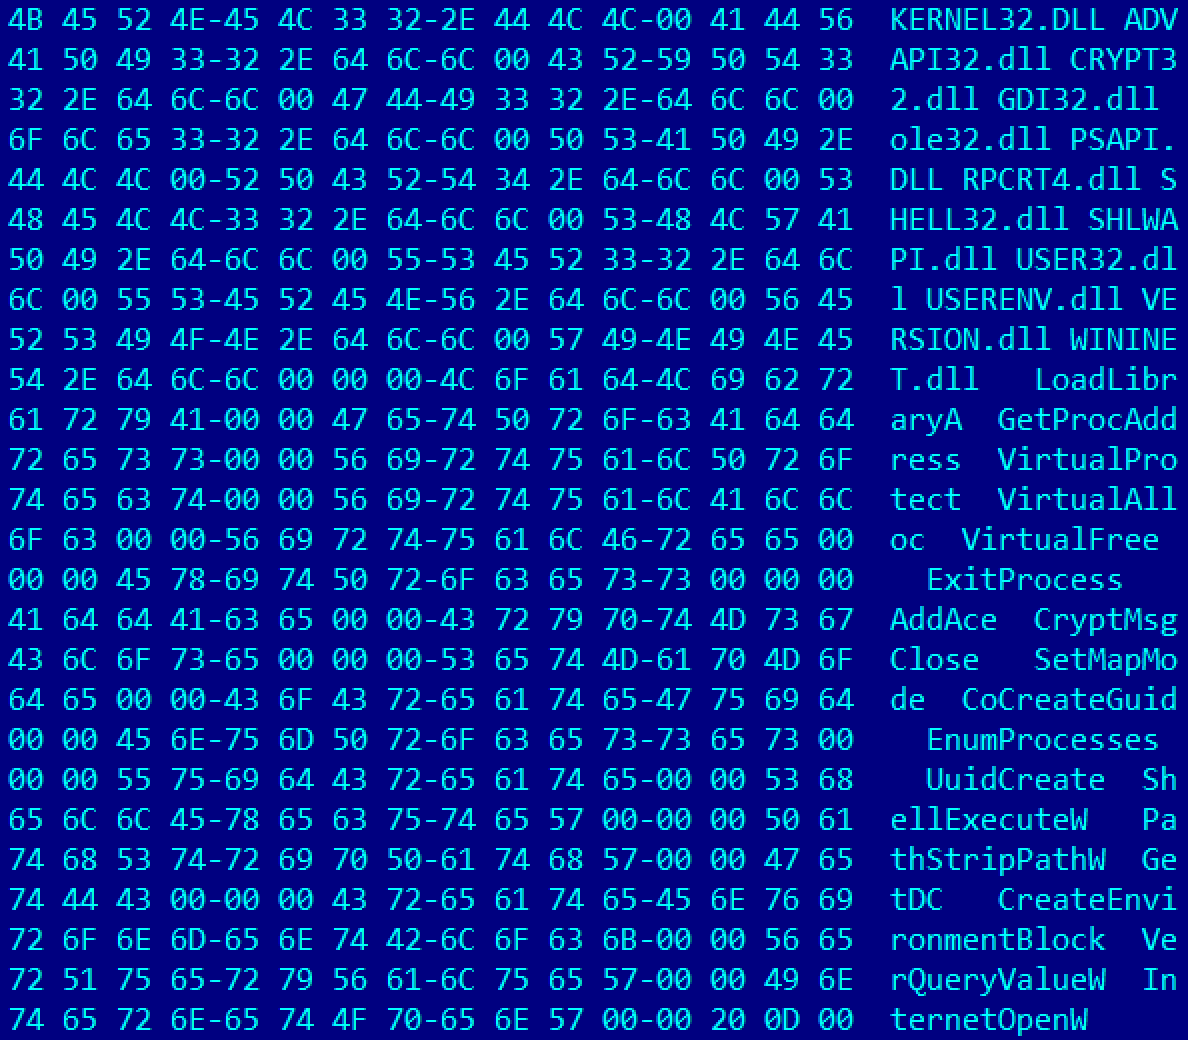 4B 45 52 4E-45 4C 33 32-2E 44 4C 4C-00 41 44 56 KERNEL32.DLL ADV
41 50 49 33-32 2E 64 6C-6C 00 43 52-59 50 54 33 API32.dll CRYPT3
32 2E 64 6C-6C 00 47 44-49 33 32 2E-64 6C 6C 00 2.dll GDI32.dll
6F 6C 65 33-32 2E 64 6C-6C 00 50 53-41 50 49 2E ole32.dll PSAPI.
44 4C 4C 00-52 50 43 52-54 34 2E 64-6C 6C 00 53 DLL RPCRT4.dll S
48 45 4C 4C-33 32 2E 64-6C 6C 00 53-48 4C 57 41 HELL32.dll SHLWA
50 49 2E 64-6C 6C 00 55-53 45 52 33-32 2E 64 6C PI.dll USER32.dl
6C 00 55 53-45 52 45 4E-56 2E 64 6C-6C 00 56 45 l USERENV.dll VE
52 53 49 4F-4E 2E 64 6C-6C 00 57 49-4E 49 4E 45 RSION.dll WININE
54 2E 64 6C-6C 00 00 00-4C 6F 61 64-4C 69 62 72 T.dll   LoadLibr
61 72 79 41-00 00 47 65-74 50 72 6F-63 41 64 64 aryA  GetProcAdd
72 65 73 73-00 00 56 69-72 74 75 61-6C 50 72 6F ress  VirtualPro
74 65 63 74-00 00 56 69-72 74 75 61-6C 41 6C 6C tect  VirtualAll
6F 63 00 00-56 69 72 74-75 61 6C 46-72 65 65 00 oc  VirtualFree
00 00 45 78-69 74 50 72-6F 63 65 73-73 00 00 00 ExitProcess
41 64 64 41-63 65 00 00-43 72 79 70-74 4D 73 67 AddAce  CryptMsg
43 6C 6F 73-65 00 00 00-53 65 74 4D-61 70 4D 6F Close   SetMapMo
64 65 00 00-43 6F 43 72-65 61 74 65-47 75 69 64 de  CoCreateGuid
00 00 45 6E-75 6D 50 72-6F 63 65 73-73 65 73 00 EnumProcesses
00 00 55 75-69 64 43 72-65 61 74 65-00 00 53 68 UuidCreate  Sh
65 6C 6C 45-78 65 63 75-74 65 57 00-00 00 50 61 ellExecuteW   Pa
74 68 53 74-72 69 70 50-61 74 68 57-00 00 47 65 thStripPathW  Ge
74 44 43 00-00 00 43 72-65 61 74 65-45 6E 76 69 tDC   CreateEnvi
72 6F 6E 6D-65 6E 74 42-6C 6F 63 6B-00 00 56 65 ronmentBlock  Ve
72 51 75 65-72 79 56 61-6C 75 65 57-00 00 49 6E rQueryValueW  In
74 65 72 6E-65 74 4F 70-65 6E 57 00-00 20 0D 00 ternetOpenW